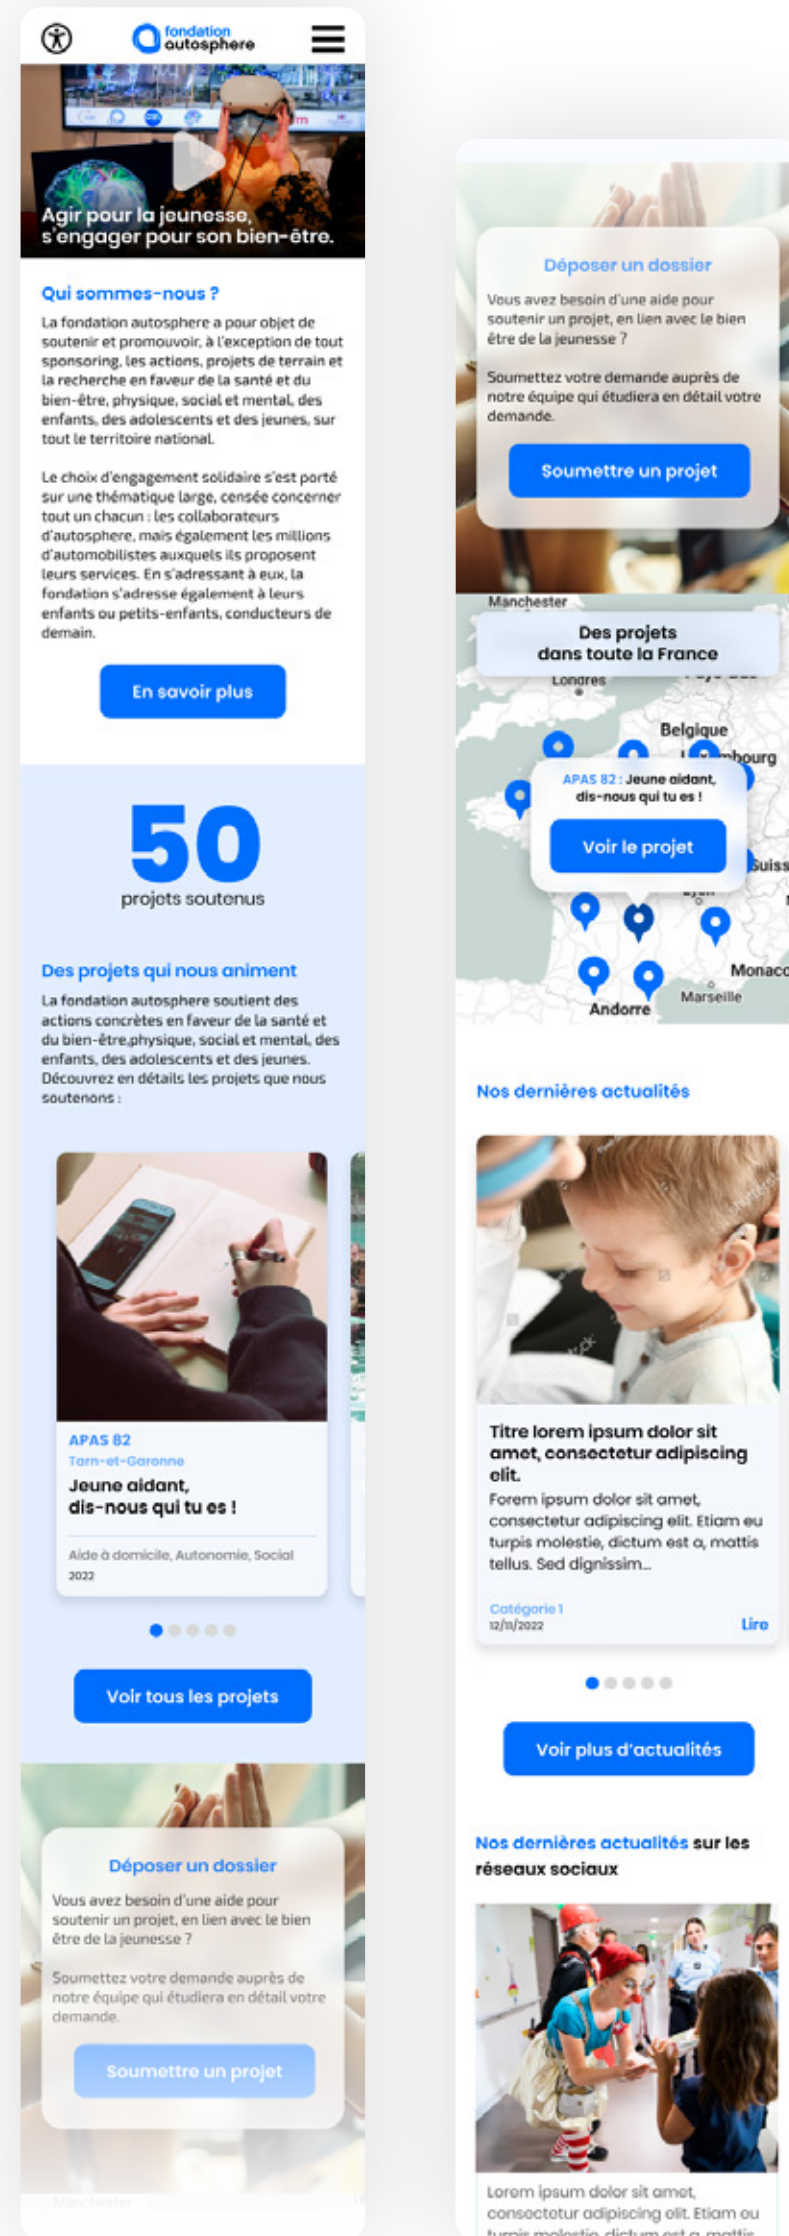 fondation
autosphere
Agir pour la jeunesse,
s'engager pour son bien-être.
Qui sommes-nous ?
La fondation autosphere a pour objet de
soutenir et promouvoir, à l'exception de tout
sponsoring, les actions, projets de terrain et
la recherche en faveur de la santé et du
bien-être, physique, social et mental, des
enfants, des adolescents et des jeunes, sur
tout le territoire national.
Le choix d'engagement solidaire s'est porté
sur une thématique large, censée concerner
tout un chacun : les collaborateurs
d'autosphere, mais également les millions
d'automobilistes auxquels ils proposent
leurs services. En s'adressant à eux, la
fondation s'adresse également à leurs
enfants ou petits-enfants, conducteurs de
demain.
En savoir plus
50
projets soutenus
Des projets qui nous animent
La fondation autosphere soutient des
actions concrètes en faveur de la santé et
du bien-être,physique, social et mental, des
enfants, des adolescents et des jeunes.
Découvrez en détails les projets que nous
soutenons :
APAS 82
Tarn-et-Garonne
Jeune aidant,
dis-nous qui tu es !
Aide à domicile, Autonomie, Social
2022
Voir tous les projets
Déposer un dossier
Vous avez besoin d'une aide pour
soutenir un projet, en lien avec le bien
être de la jeunesse ?
Soumettez votre demande auprès de
notre équipe qui étudiera en détail votre
demande.
Soumettre un projet
Manchester
Déposer un dossier
Vous avez besoin d'une aide pour
soutenir un projet, en lien avec le bien
être de la jeunesse ?
Soumettez votre demande auprès de
notre équipe qui étudiera en détail votre
demande.
Soumettre un projet
Manchester
Des projets
dans toute la France
Londres
Belgique
APAS 82 : Jeune aidant,
dis-nous qui tu es !
Voir le projet
Monaco
Marseille
Andorre
Nos dernières actualités
Titre lorem ipsum dolor sit
amet, consectetur adipiscing
elit.
Forem ipsum dolor sit amet,
consectetur adipiscing elit. Etiam eu
turpis molestie, dictum est a, mattis
tellus. Sed dignissim...
Catégorie 1
12/11/2022
Lire
Voir plus d'actualités
Nos dernières actualités sur les
réseaux sociaux
Lorem ipsum dolor sit amet,
consectetur adipiscing elit. Etiam eu
turpis molestie, dictum est a, mattis